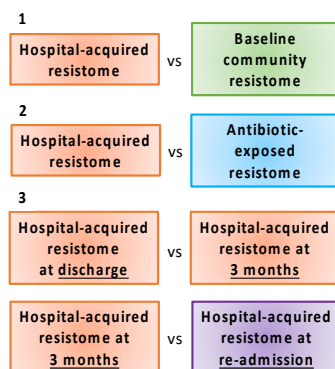 1
Hospital-acquired
resistome
vs
Baseline
community
resistome
2
Hospital-acquired
resistome
vs
Antibiotic-
exposed
resistome
3
Hospital-acquired
resistome
at discharge
vs
Hospital-acquired
resistome at
3 months
Hospital-acquired
resistome at
3 months
vs
Hospital-acquired
resistome at
re-admission